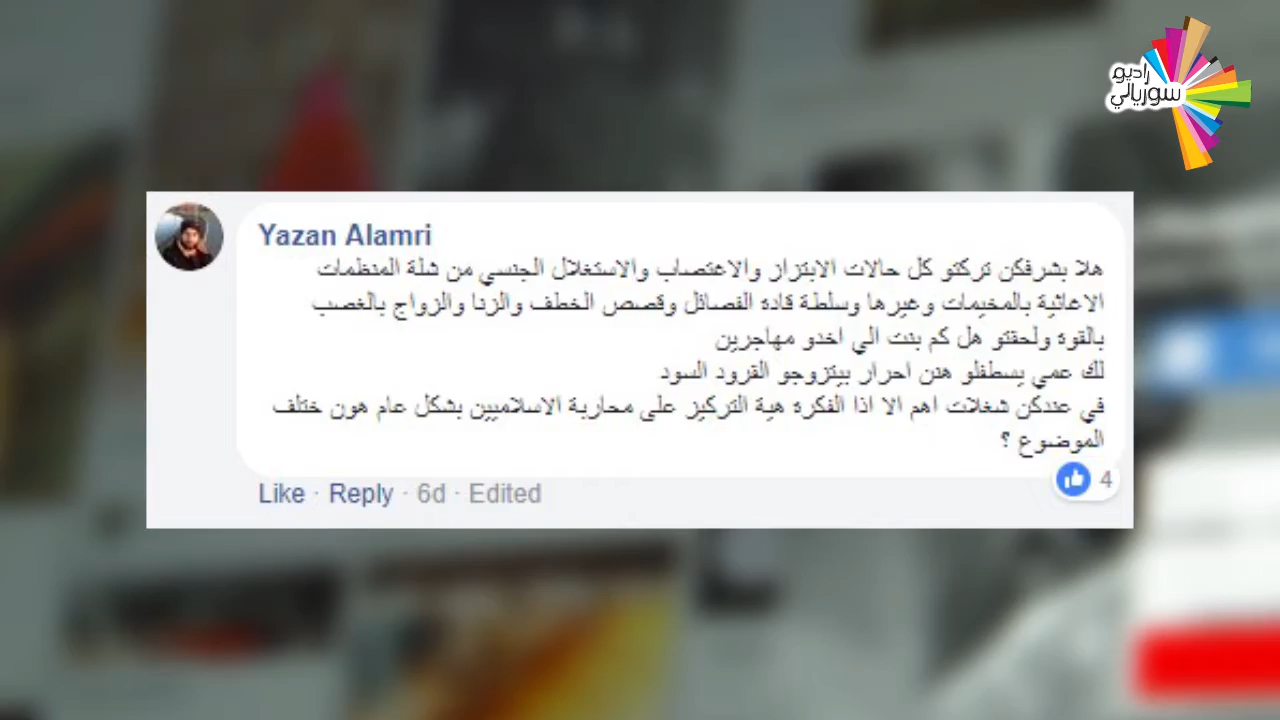 راديو
سوريالي
Yazan Alamri
هلا بشرفكن تركتو كل حالات الابتزاز والاغتصاب والاستغلال الجنسي من شلة المنظمات
الاغاثية بالمخيمات وغيرها وسلطة قاده الفصائل وقصص الخطف والزنا والزواج بالغصب
بالقوه ولحقتو هل كم بنت الي اخدو مهاجرين
لك عمي يسطفلو هنن احرار بيتزوجو القرود السود
في عندكن شغلات اهم الا اذا الفكره هية التركيز على محاربة الاسلاميين بشكل عام هون ختلف
الموضوع ؟
Like · Reply · 6d · Edited
4